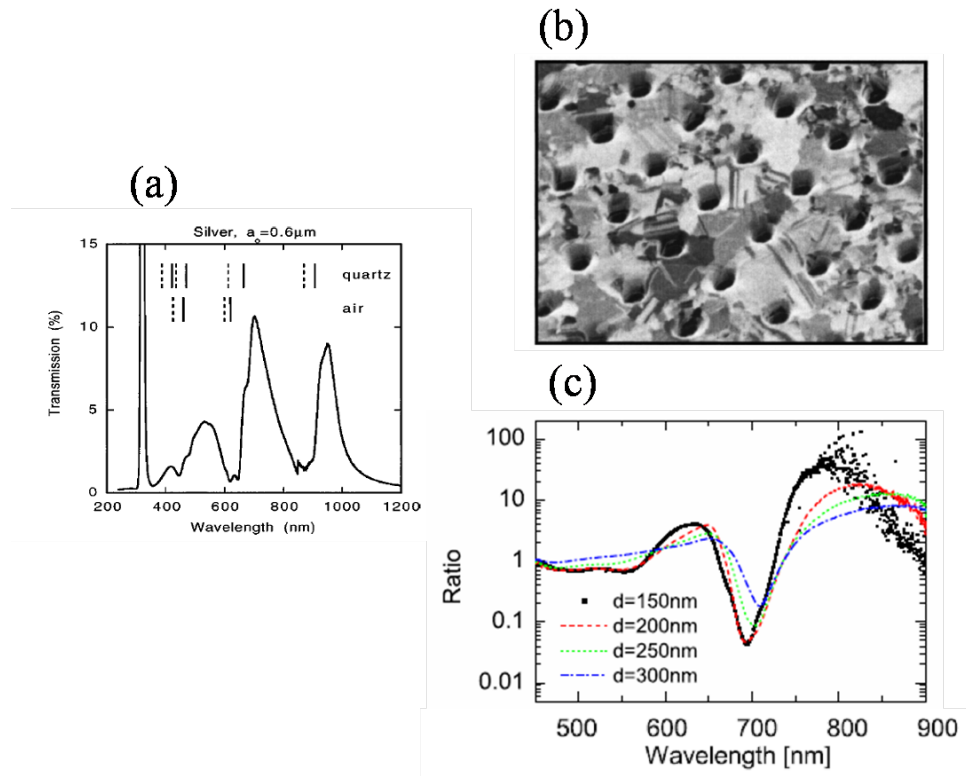 (a)
Silver, aₒ=0.6μm
15
10
5
0
Transmission (%)
quartz
air
200 400 600 800 1000 1200
Wavelength (nm)
(b)
(c)
100
10
1
0.1
0.01
Ratio
d=150nm
d=200nm
d=250nm
d=300nm
500 600 700 800 900
Wavelength [nm]